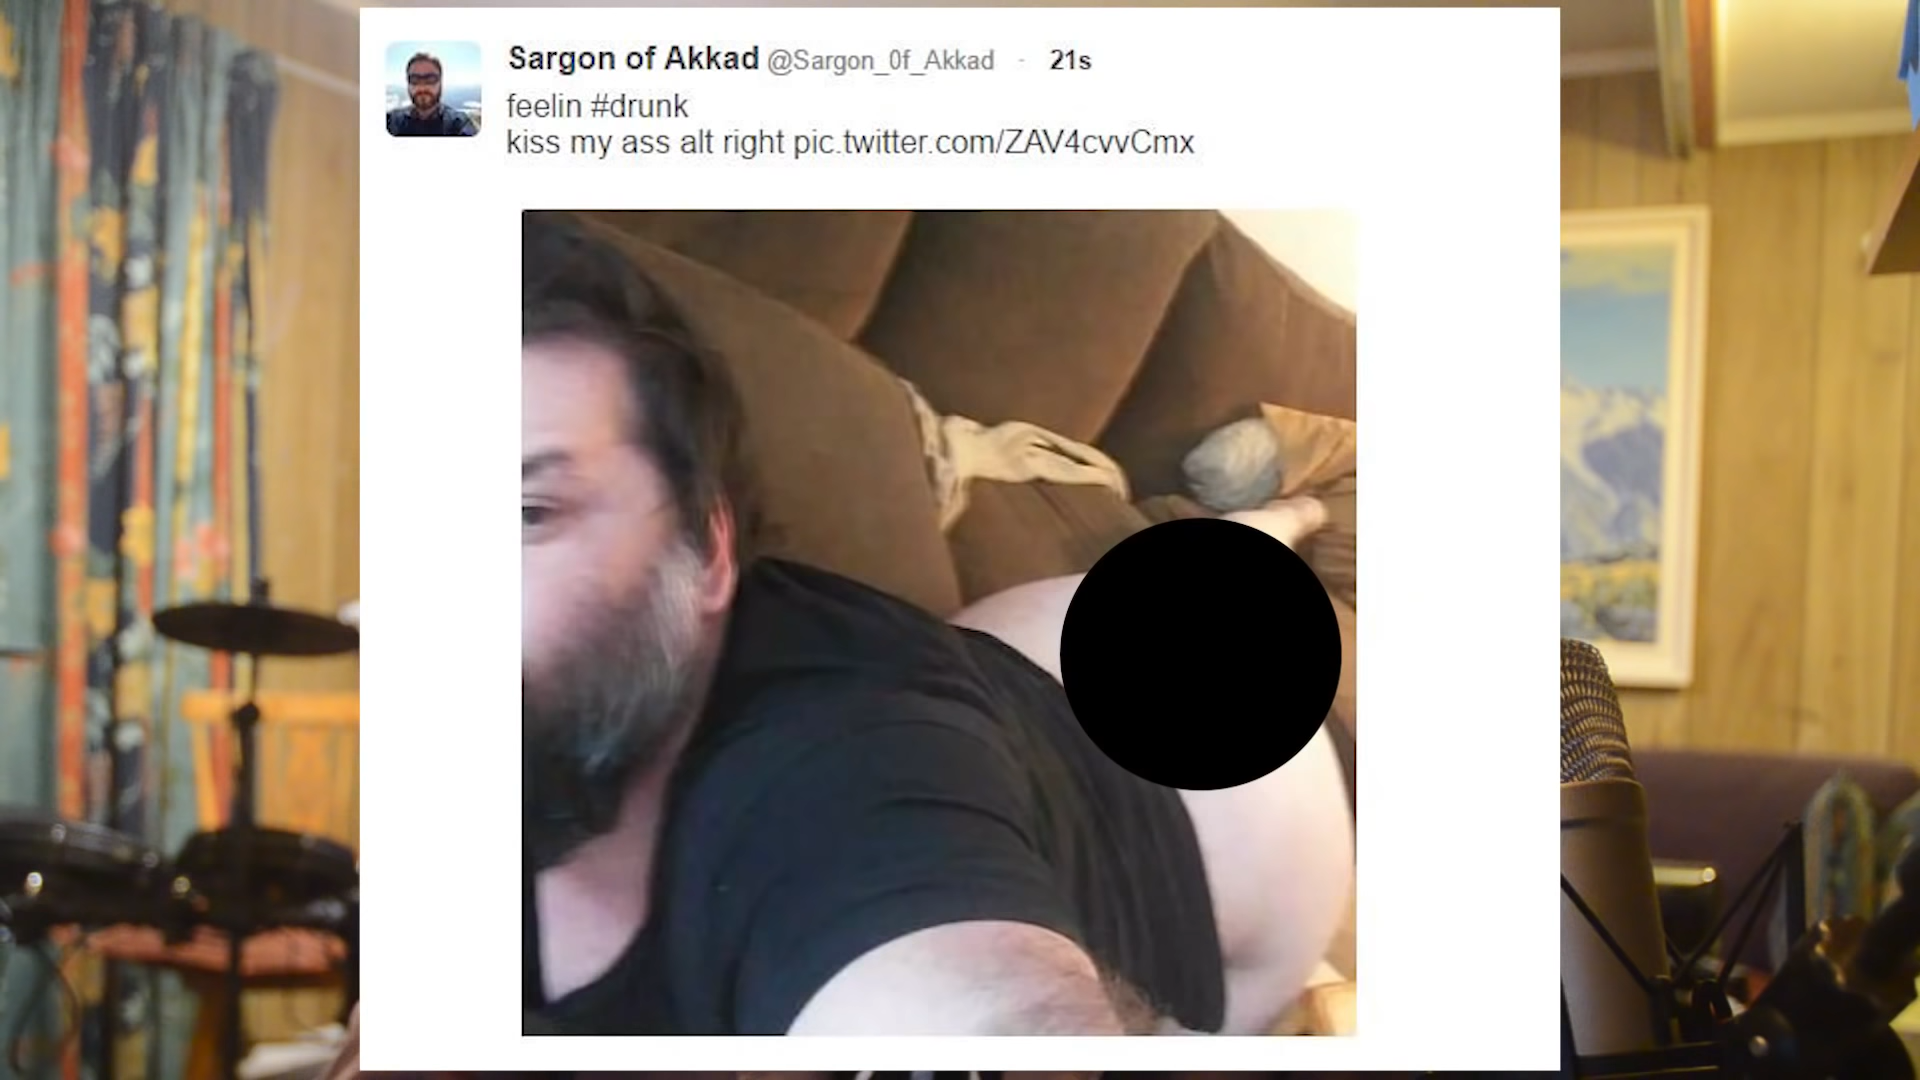 Sargon of Akkad @Sargon_0f_Akkad - 21s
feelin #drunk
kiss my ass alt right pic.twitter.com/ZAV4cvvCmx